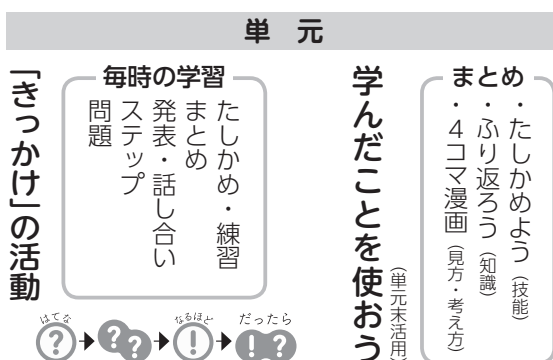 単 元
まとめ
・たしかめよう（技能）
・ふり返ろう（知識）
・4コマ漫画（見方・考え方）
学んだことを使おう
（単元末活用）
毎時の学習
たしかめ・練習
まとめ
発表・話し合い
ステップ
問題
「きっかけ」の活動
はてな なるほど だったら
? ?? ! !?